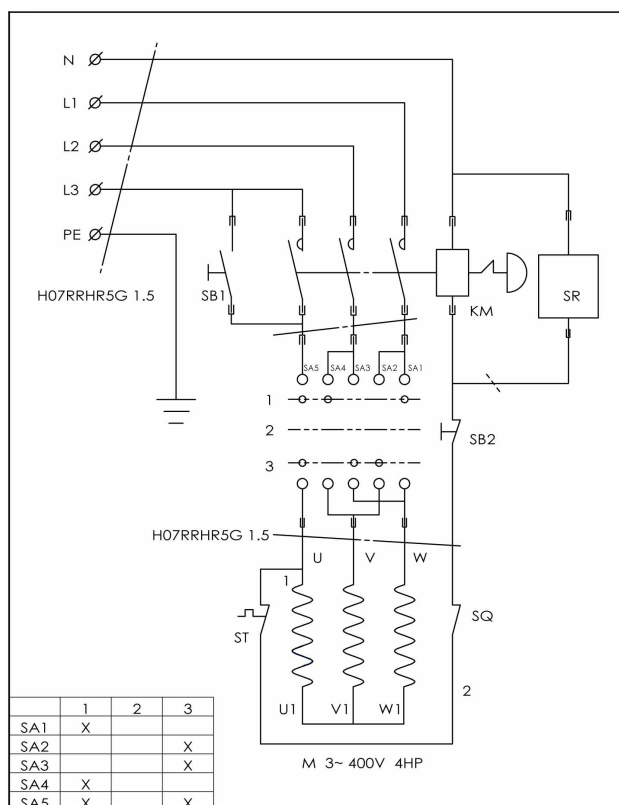 N
L1
L2
L3
PE
H07RRHR5G 1.5
SB1
KM
SR
SA5 SA4 SA3 SA2 SA1
1
2
3
SB2
H07RRHR5G 1.5
U V W
1
ST
SQ
2
U1 V1 W1
M 3~ 400V 4HP
1 2 3
SA1 X
SA2 X
SA3 X
SA4 X
SA5 X X